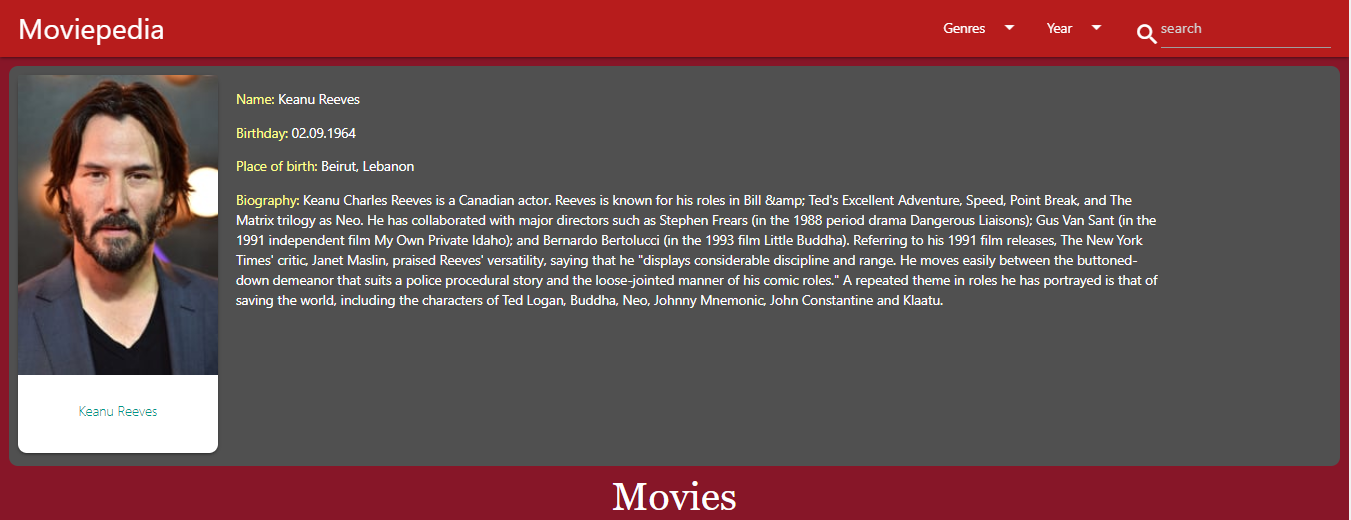 Moviepedia
Genres
Year
search
Name: Keanu Reeves
Birthday: 02.09.1964
Place of birth: Beirut, Lebanon
Biography: Keanu Charles Reeves is a Canadian actor. Reeves is known for his roles in Bill &amp; Ted's Excellent Adventure, Speed, Point Break, and The
Matrix trilogy as Neo. He has collaborated with major directors such as Stephen Frears (in the 1988 period drama Dangerous Liaisons); Gus Van Sant (in the
1991 independent film My Own Private Idaho); and Bernardo Bertolucci (in the 1993 film Little Buddha). Referring to his 1991 film releases, The New York
Times' critic, Janet Maslin, praised Reeves' versatility, saying that he "displays considerable discipline and range. He moves easily between the buttoned-
down demeanor that suits a police procedural story and the loose-jointed manner of his comic roles." A repeated theme in roles he has portrayed is that of
saving the world, including the characters of Ted Logan, Buddha, Neo, Johnny Mnemonic, John Constantine and Klaatu.
Keanu Reeves
Movies